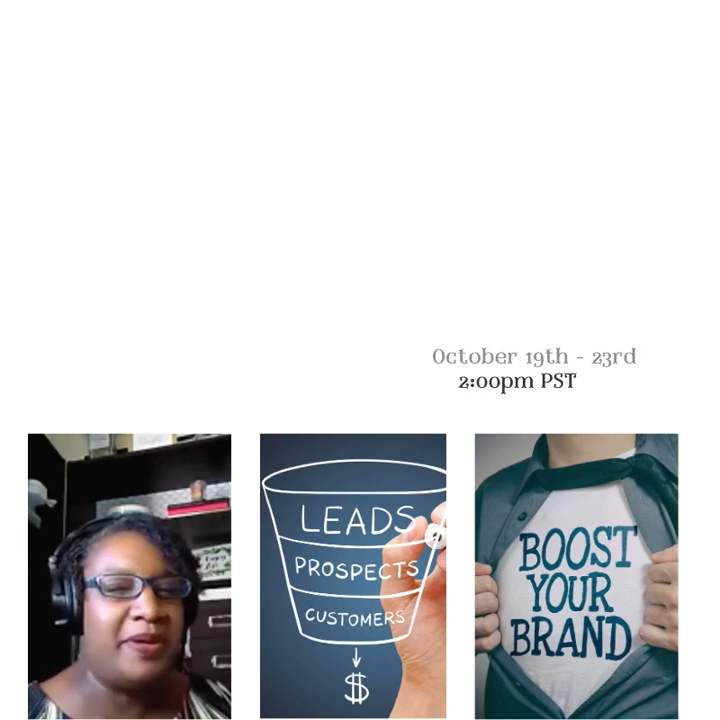 October 19th - 23rd
2:00pm PST
LEADS
PROSPECTS
CUSTOMERS
$
BOOST
YOUR
BRAND